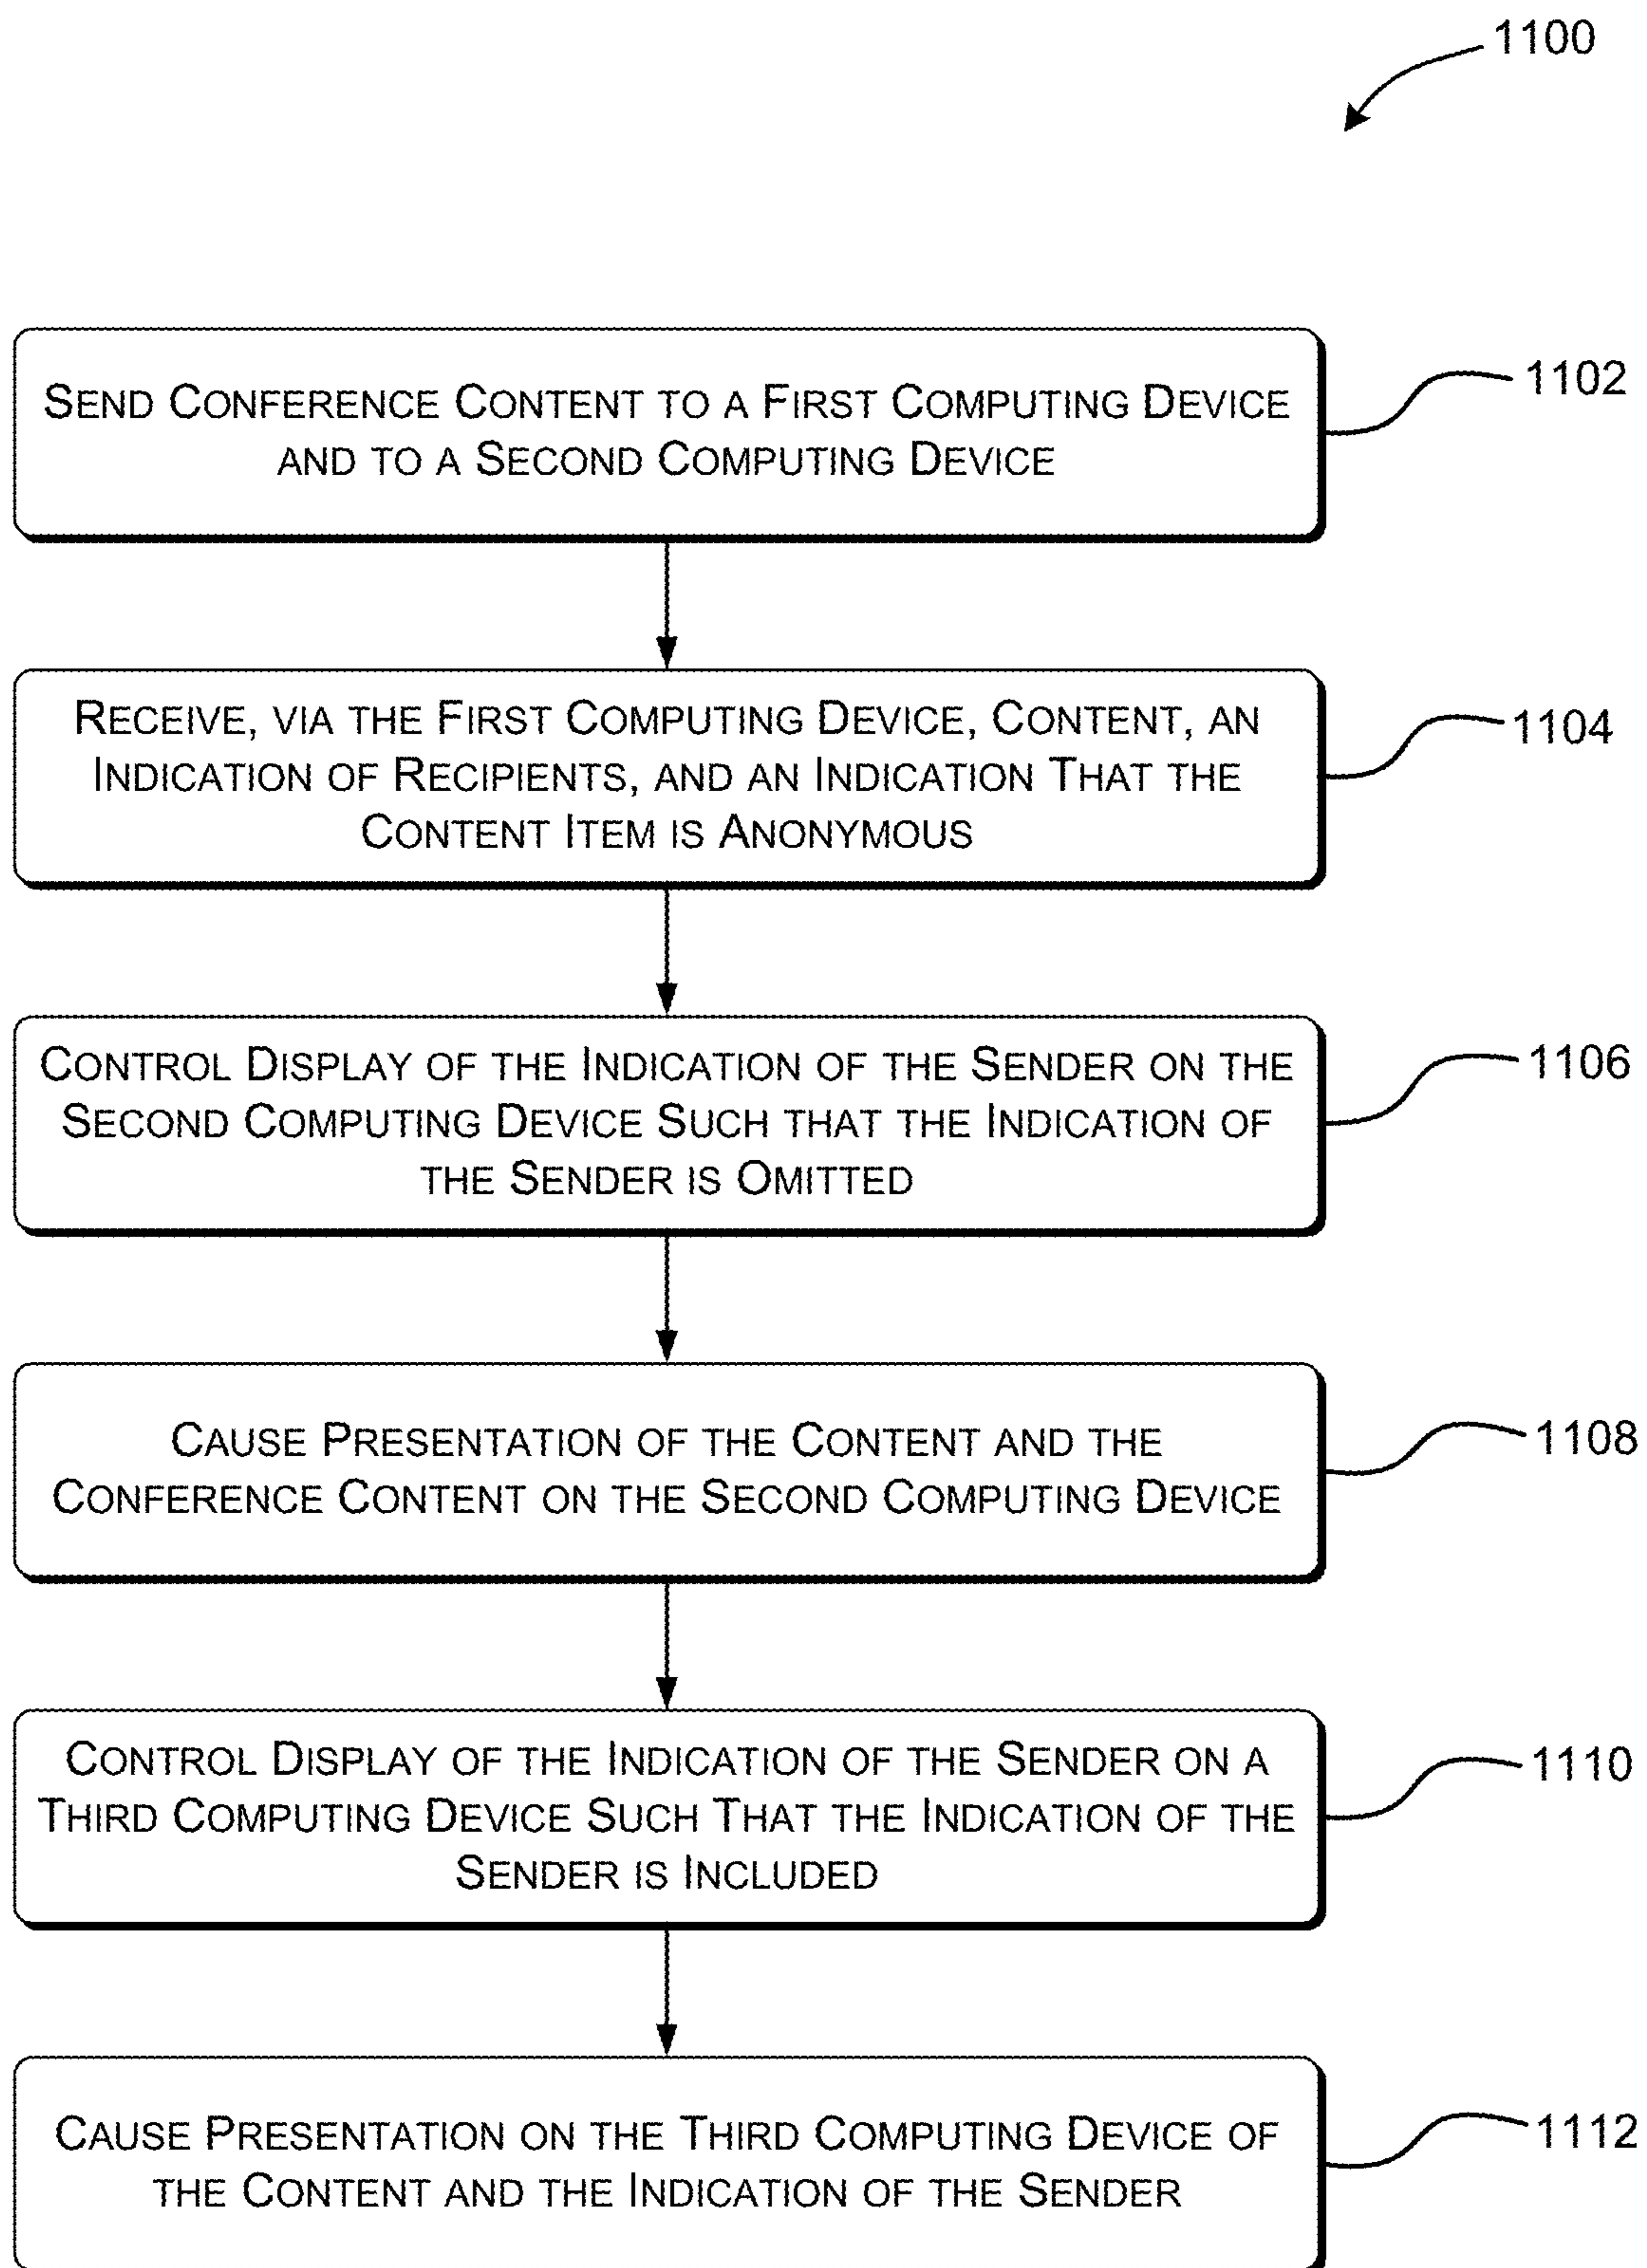 1100
SEND CONFERENCE CONTENT TO A FIRST COMPUTING DEVICE
AND TO A SECOND COMPUTING DEVICE
1102
RECEIVE, VIA THE FIRST COMPUTING DEVICE, CONTENT, AN
INDICATION OF RECIPIENTS, AND AN INDICATION THAT THE
CONTENT ITEM IS ANONYMOUS
1104
CONTROL DISPLAY OF THE INDICATION OF THE SENDER ON THE
SECOND COMPUTING DEVICE SUCH THAT THE INDICATION OF
THE SENDER IS OMITTED
1106
CAUSE PRESENTATION OF THE CONTENT AND THE
CONFERENCE CONTENT ON THE SECOND COMPUTING DEVICE
1108
CONTROL DISPLAY OF THE INDICATION OF THE SENDER ON A
THIRD COMPUTING DEVICE SUCH THAT THE INDICATION OF THE
SENDER IS INCLUDED
1110
CAUSE PRESENTATION ON THE THIRD COMPUTING DEVICE OF
THE CONTENT AND THE INDICATION OF THE SENDER
1112